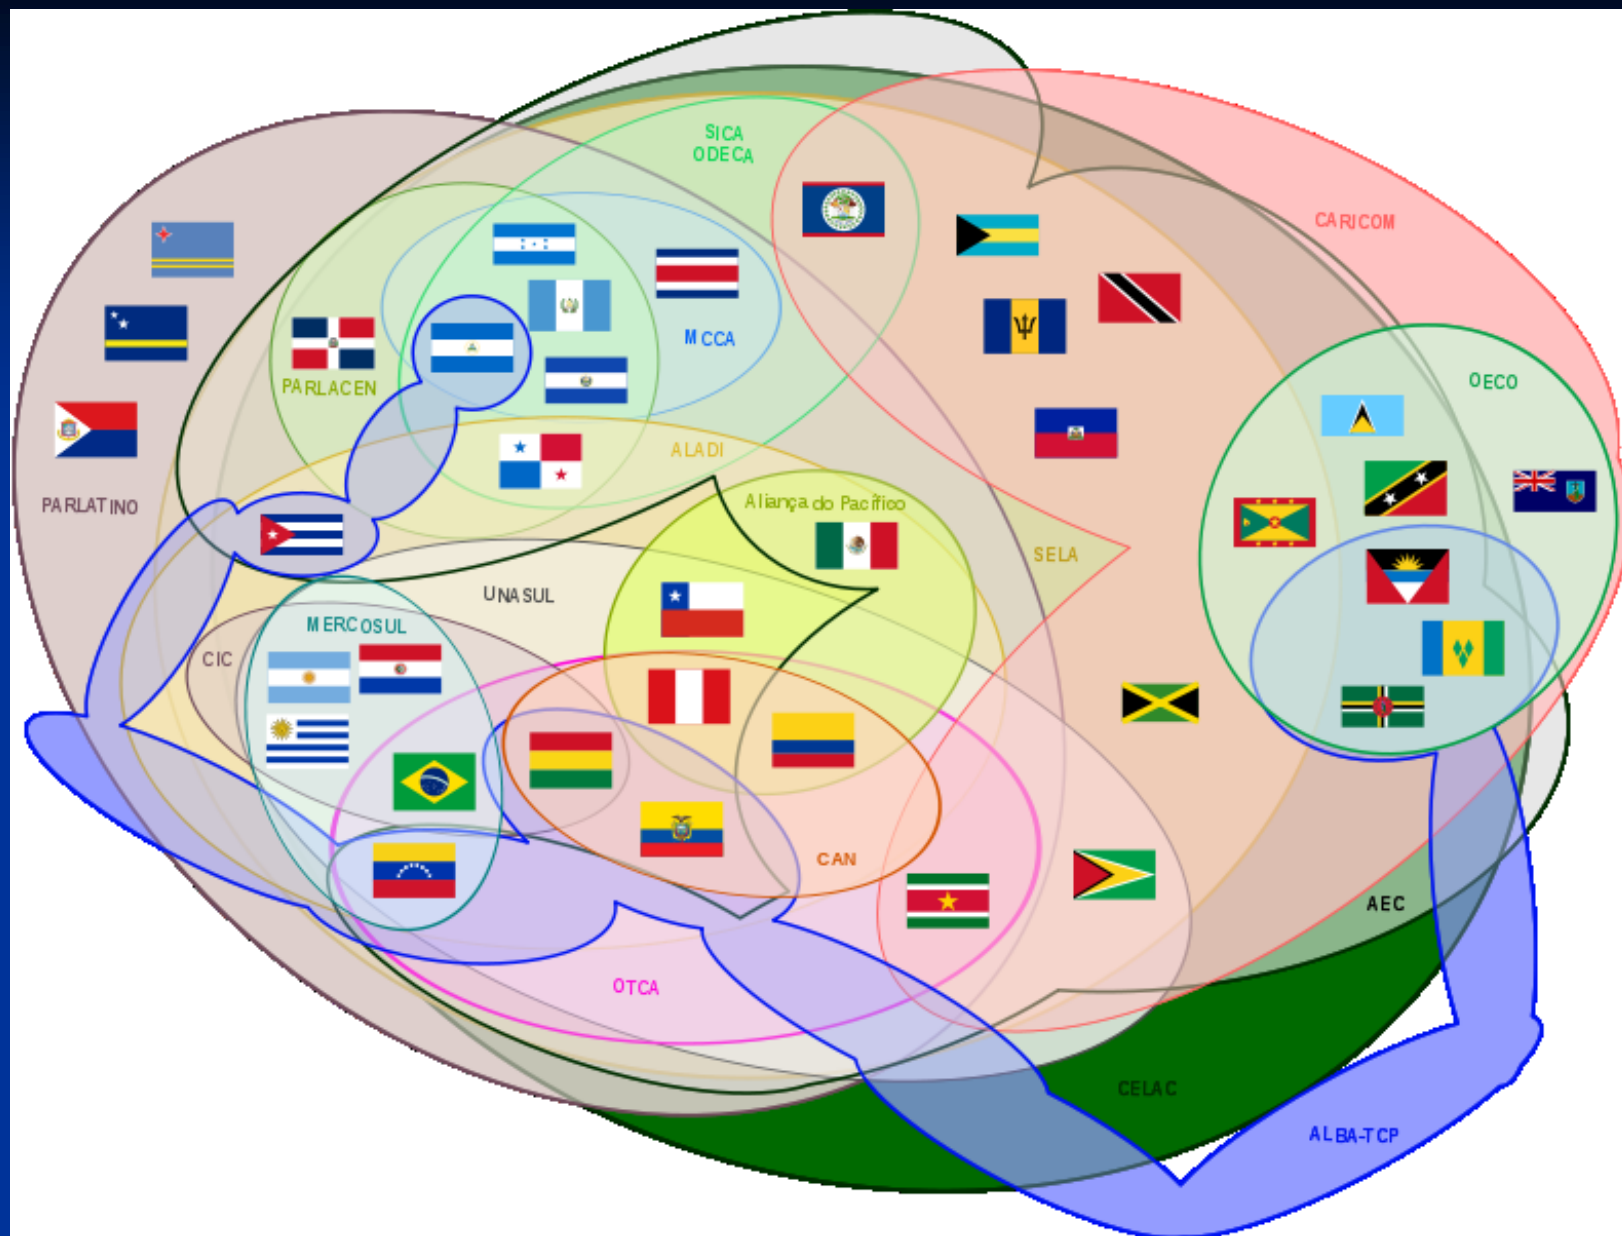 SICA
ODECA
CARICOM
MCCA
OECO
PARLACEN
ALADI
PARLATINO
Aliança do Pacífico
SELA
UNASUL
MERCOSUL
CIC
CAN
AEC
OTCA
CELAC
ALBA-TCP